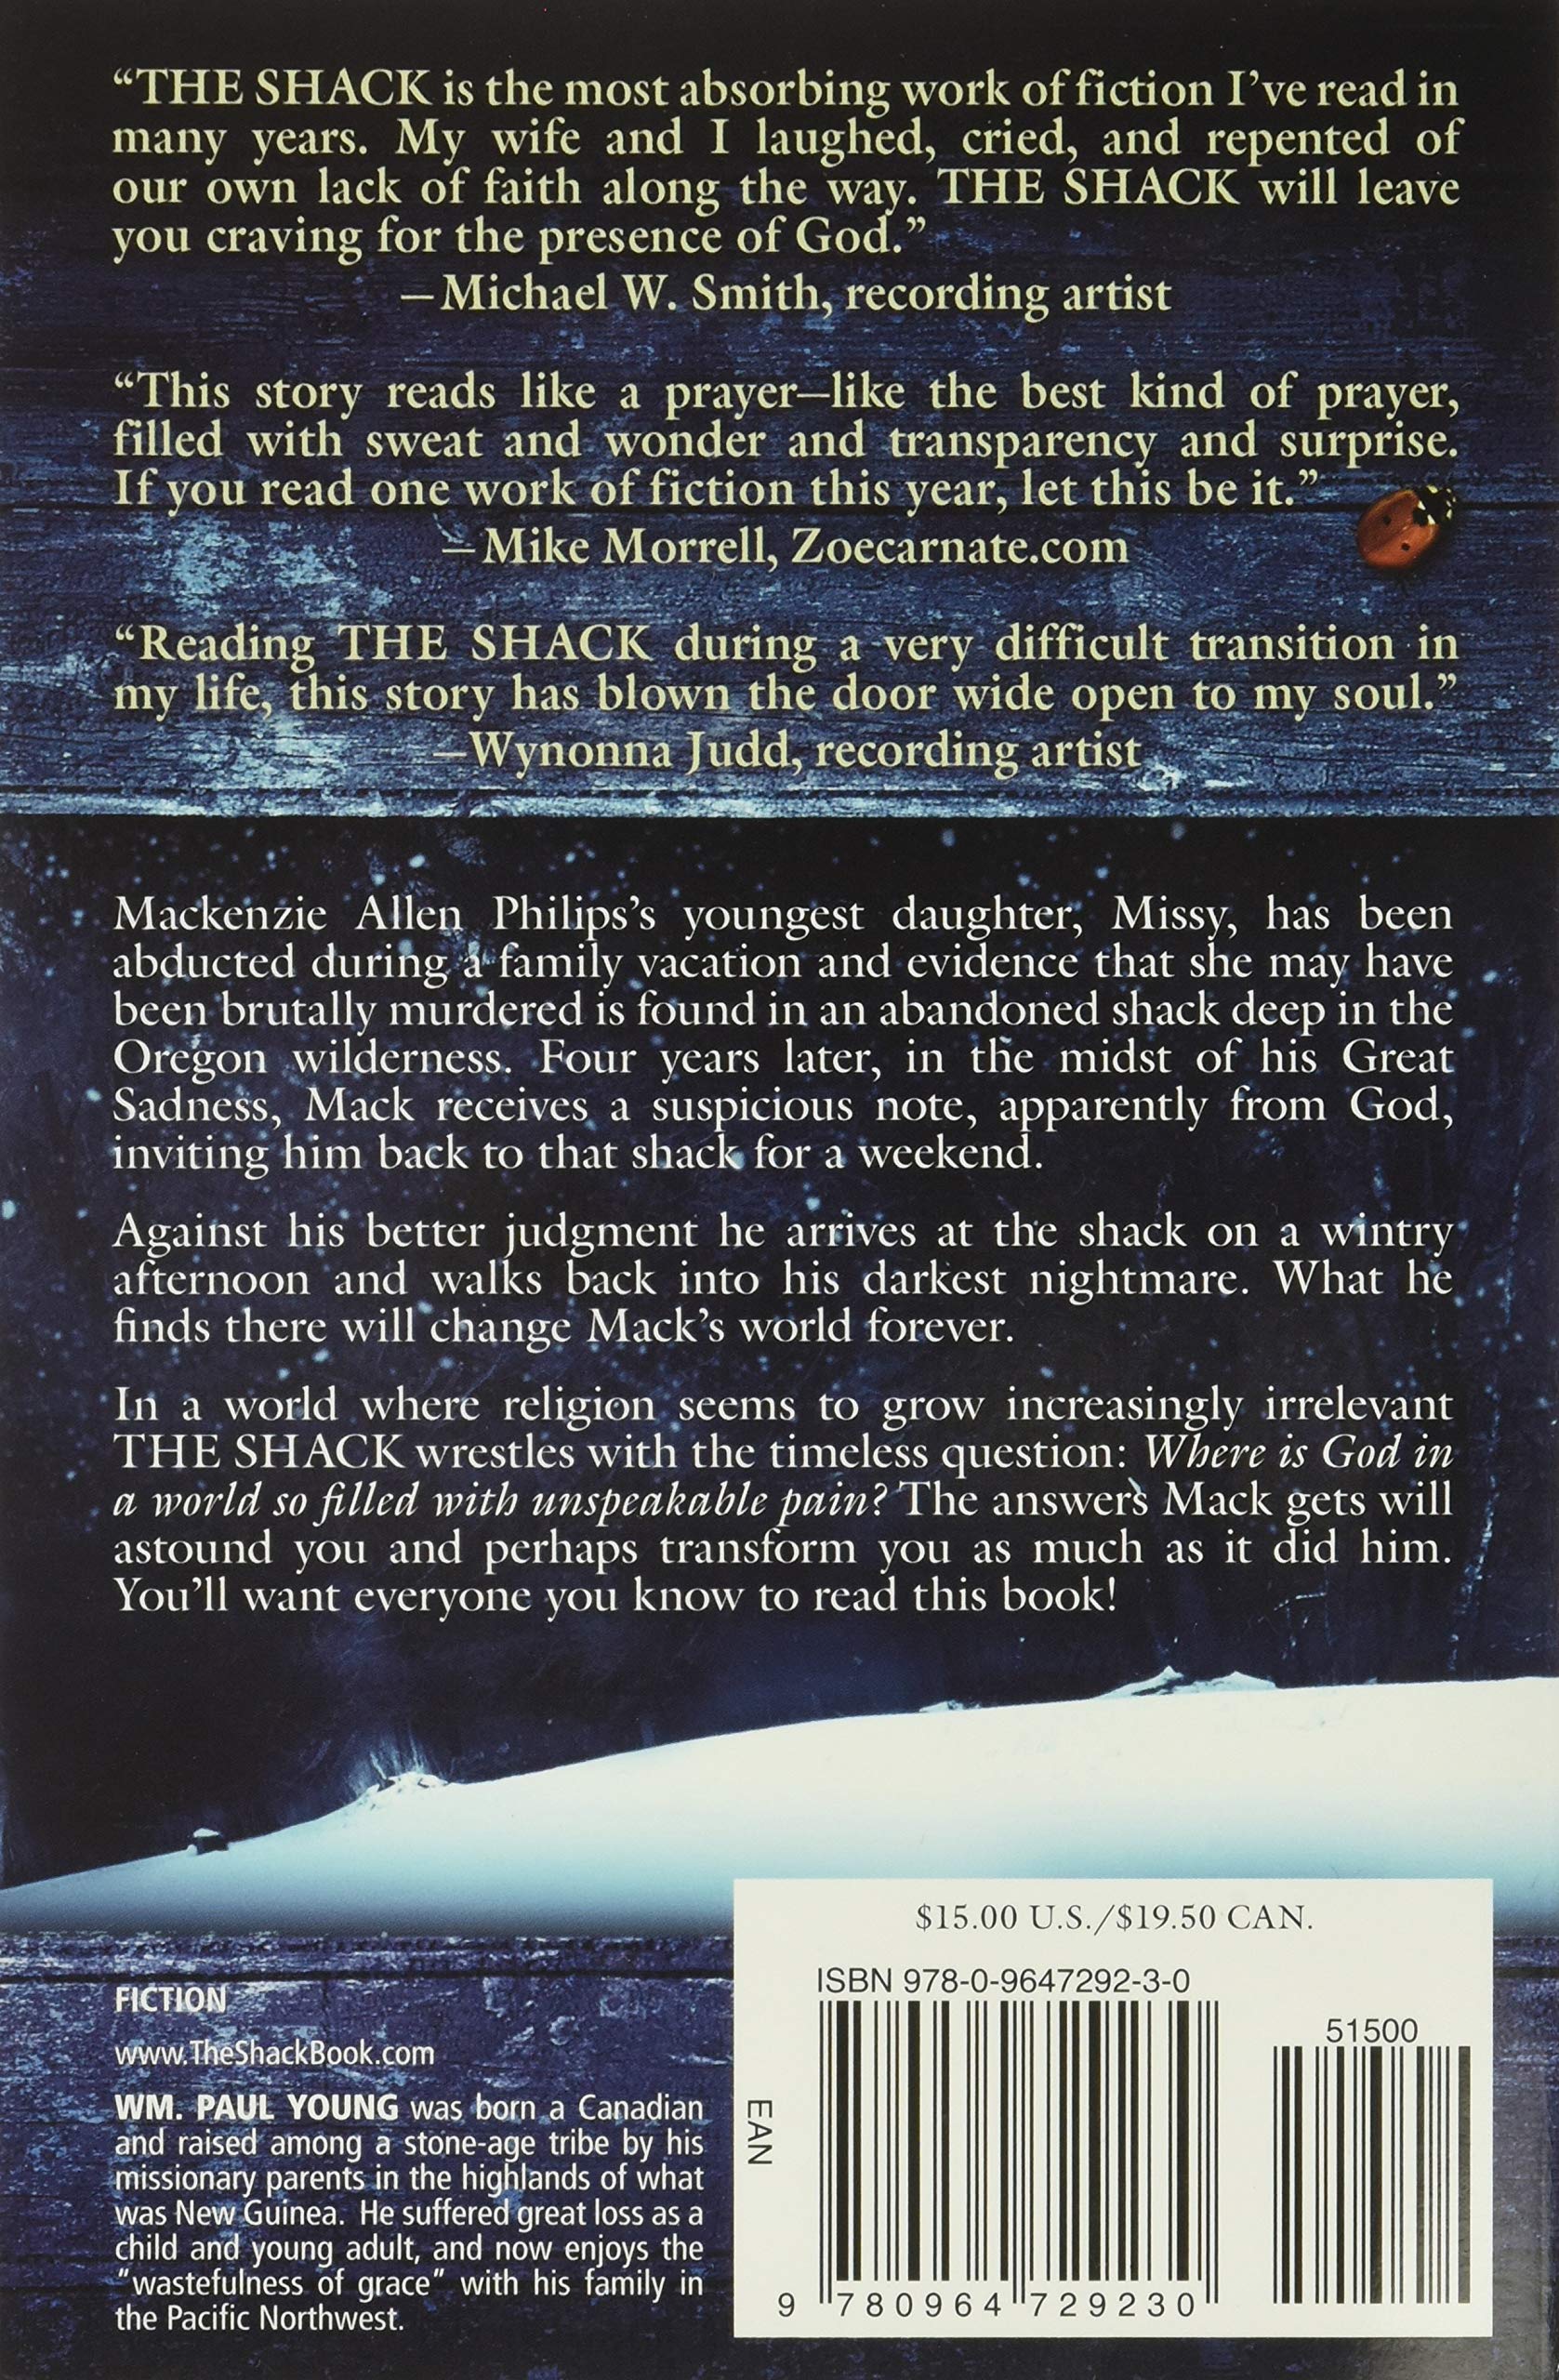 “THE SHACK is the most absorbing work of fiction I’ve read in
many years. My wife and I laughed, cried, and repented of
our own lack of faith along the way. THE SHACK will leave
you craving for the presence of God.”
—Michael W. Smith, recording artist
“This story reads like a prayer—like the best kind of prayer,
filled with sweat and wonder and transparency and surprise.
If you read one work of fiction this year, let this be it.”
—Mike Morrell, Zoecarnate.com
“Reading THE SHACK during a very difficult transition in
my life, this story has blown the door wide open to my soul.”
—Wynonna Judd, recording artist
Mackenzie Allen Philips’s youngest daughter, Missy, has been
abducted during a family vacation and evidence that she may have
been brutally murdered is found in an abandoned shack deep in the
Oregon wilderness. Four years later, in the midst of his Great
Sadness, Mack receives a suspicious note, apparently from God,
inviting him back to that shack for a weekend.
Against his better judgment he arrives at the shack on a wintry
afternoon and walks back into his darkest nightmare. What he
finds there will change Mack’s world forever.
In a world where religion seems to grow increasingly irrelevant
THE SHACK wrestles with the timeless question: Where is God in
a world so filled with unspeakable pain? The answers Mack gets will
astound you and perhaps transform you as much as it did him.
You’ll want everyone you know to read this book!
FICTION
www.TheShackBook.com
WM. PAUL YOUNG was born a Canadian
and raised among a stone-age tribe by his
missionary parents in the highlands of what
was New Guinea. He suffered great loss as a
child and young adult, and now enjoys the
"wastefulness of grace" with his family in
the Pacific Northwest.
$15.00 U.S./$19.50 CAN.
ISBN 978-0-9647292-3-0
51500
EAN
9 780964 729230